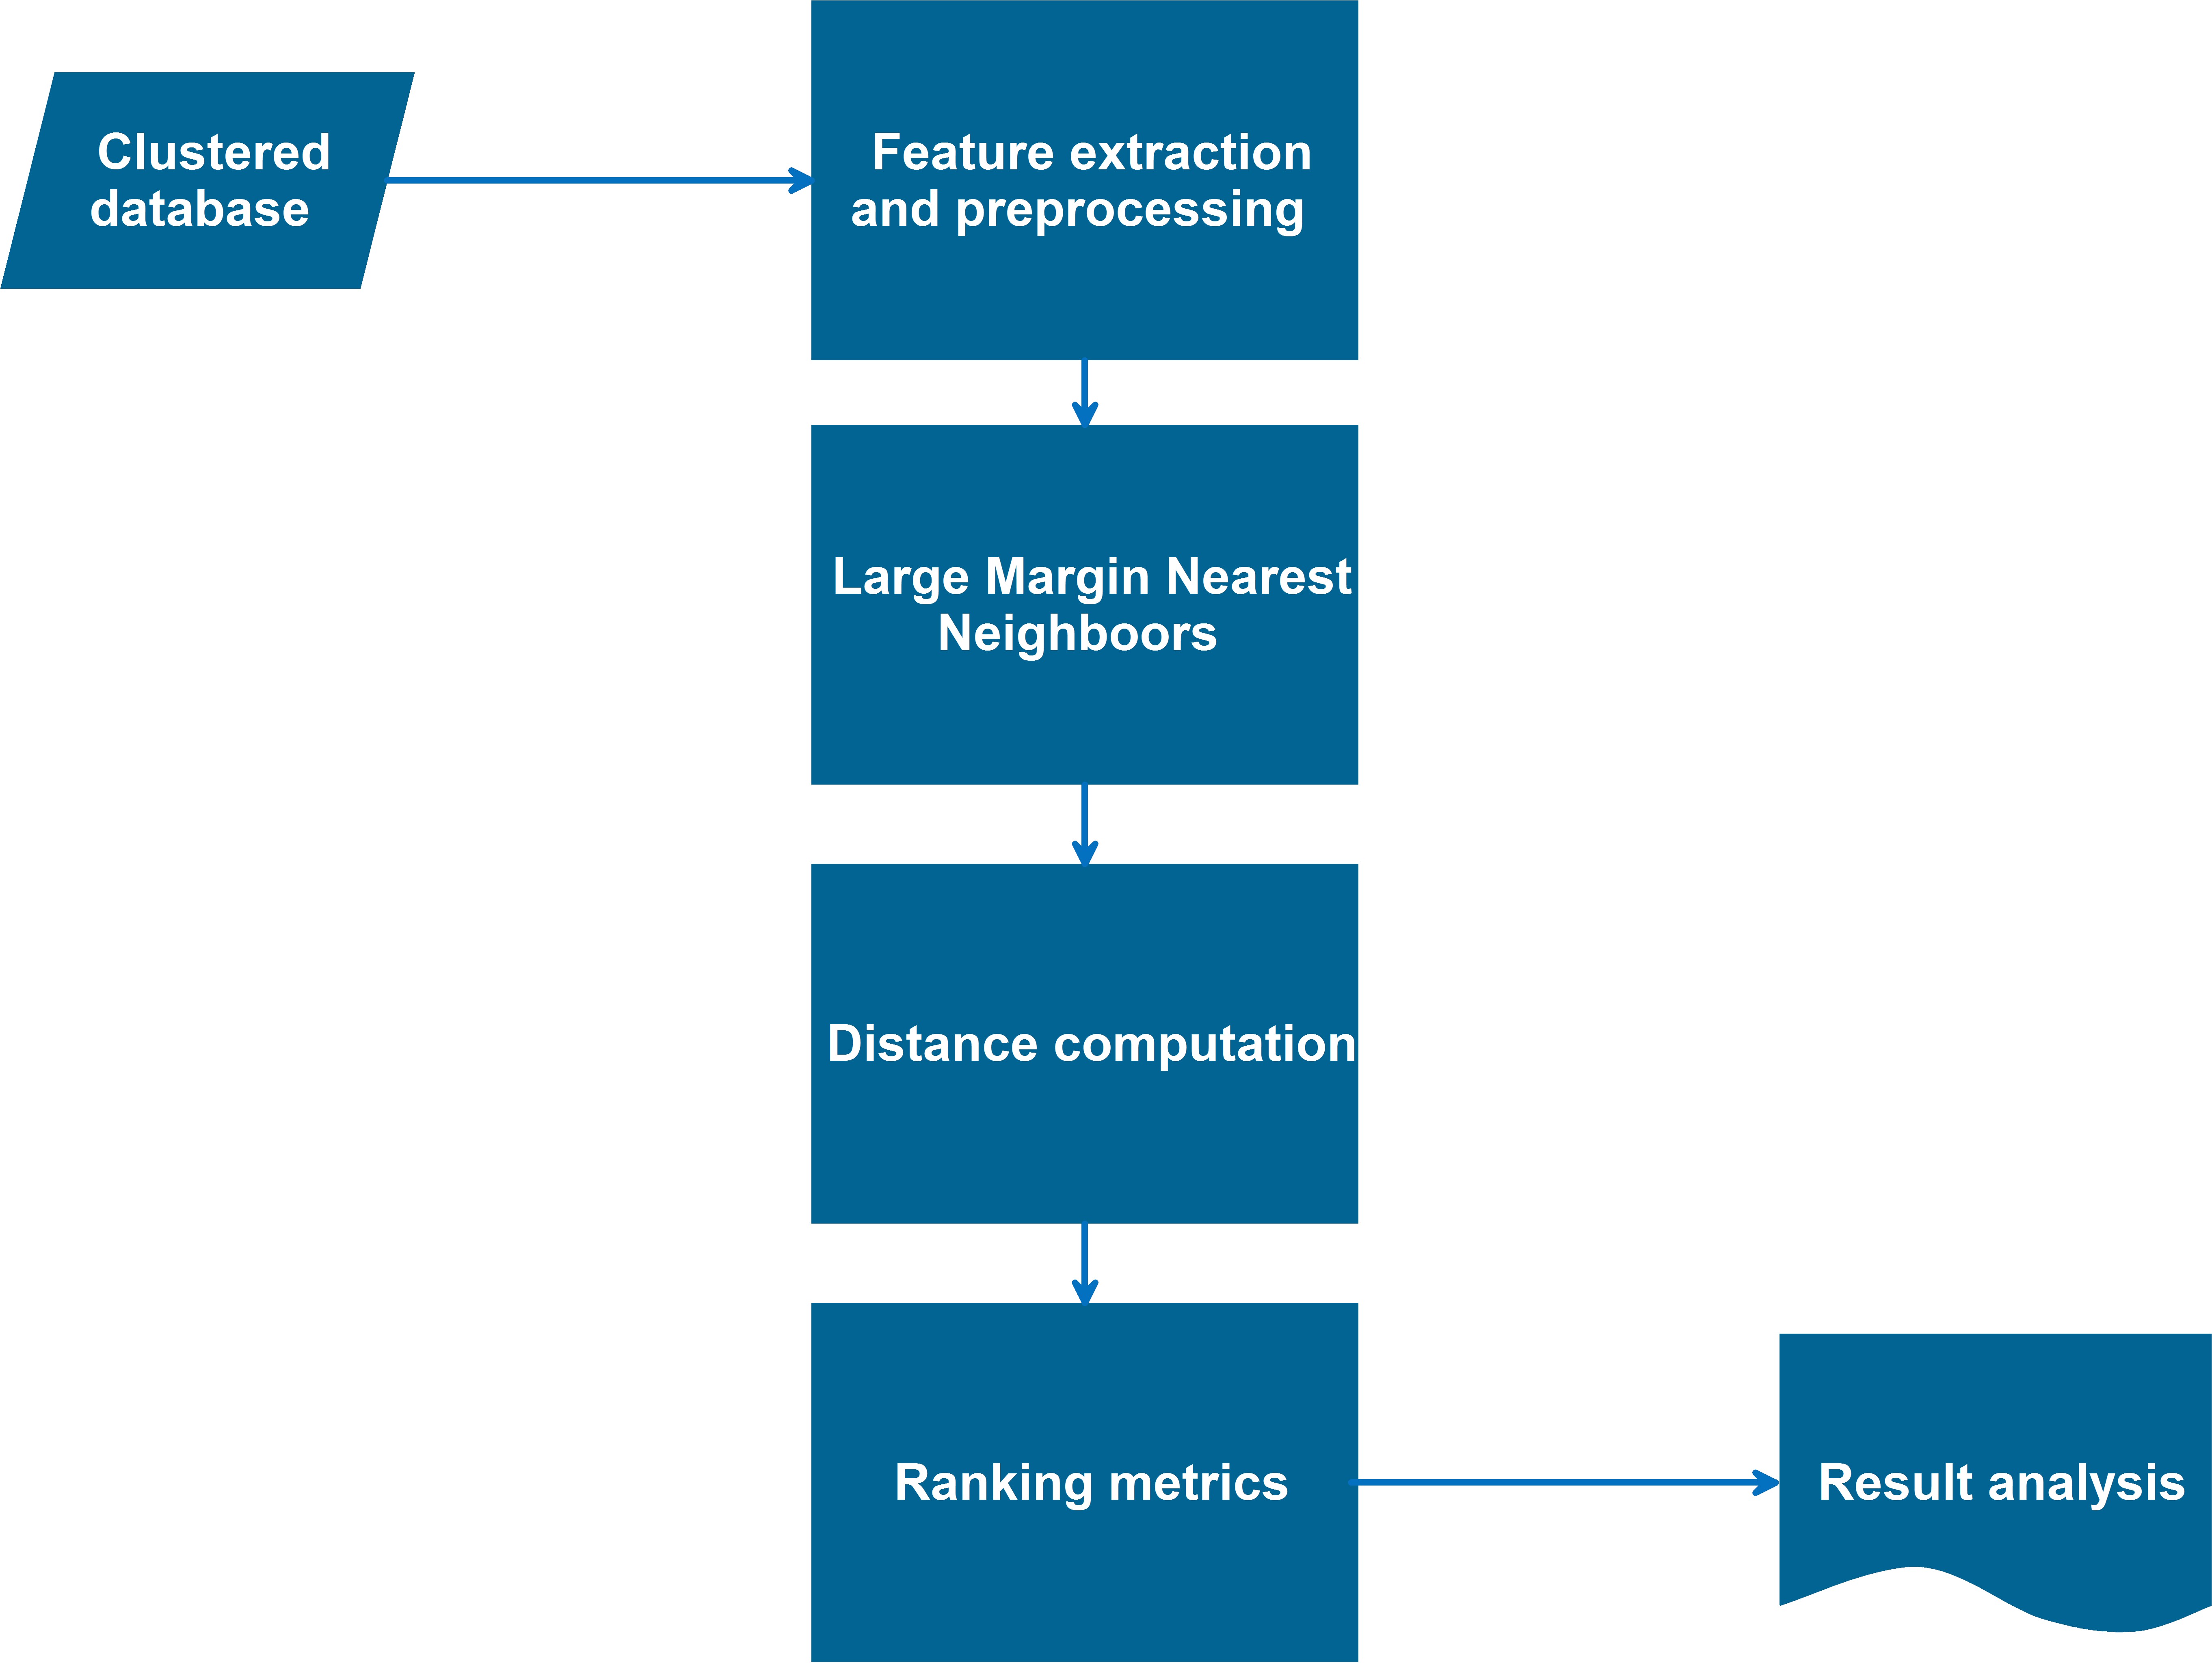 Clustered
database
Feature extraction
and preprocessing
Large Margin Nearest
Neighboors
Distance computation
Ranking metrics
Result analysis